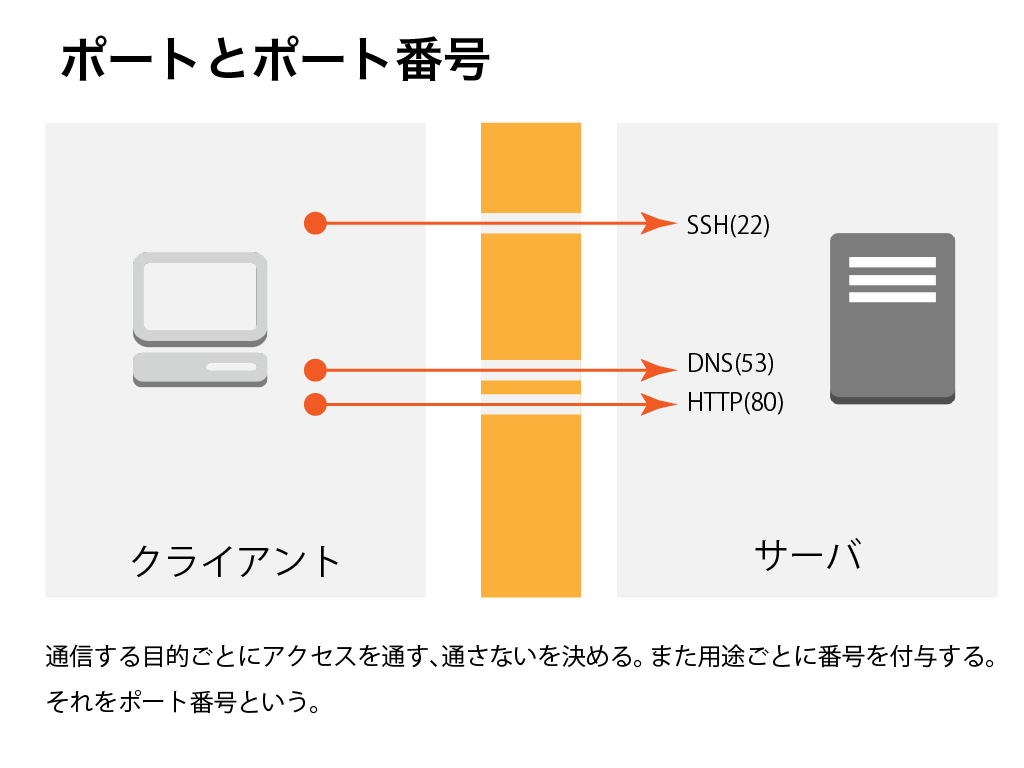 ポートとポート番号
SSH(22)
DNS(53)
HTTP(80)
クライアント
サーバ
通信する目的ごとにアクセスを通す、通さないを決める。また用途ごとに番号を付与する。
それをポート番号という。